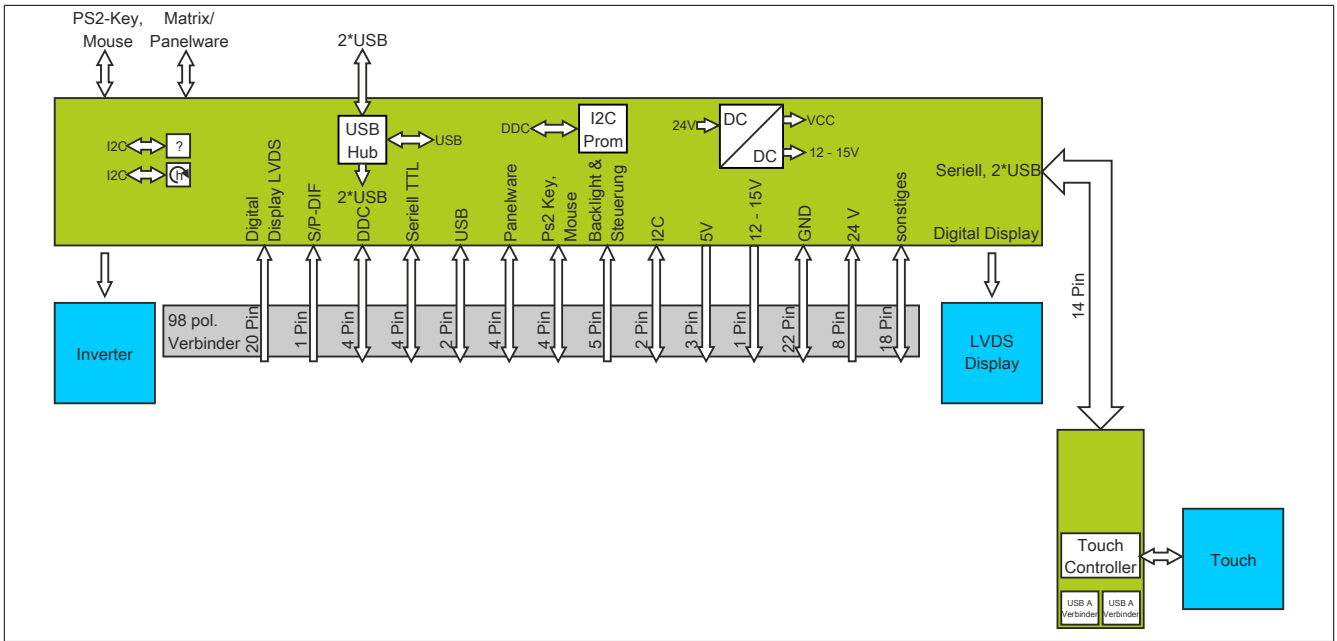 PS2-Key,
Mouse
Matrix/
Panelware
2*USB
I2C
?
I2C
h
USB
Hub
USB
2*USB
DDC
I2C
Prom
24V
DC
DC
VCC
12 - 15V
Seriell, 2*USB
Digital Display
Digital
Display LVDS
S/P-DIF
DDC
Seriell TTL
USB
Panelware
Ps2 Key,
Mouse
Backlight &
Steuerung
I2C
5V
12 - 15V
GND
24 V
sonstiges
98 pol.
Verbinder
20 Pin
1 Pin
4 Pin
4 Pin
2 Pin
4 Pin
4 Pin
5 Pin
2 Pin
3 Pin
1 Pin
22 Pin
8 Pin
18 Pin
Inverter
LVDS
Display
14 Pin
Touch
Controller
USB A
Verbinder
USB A
Verbinder
Touch